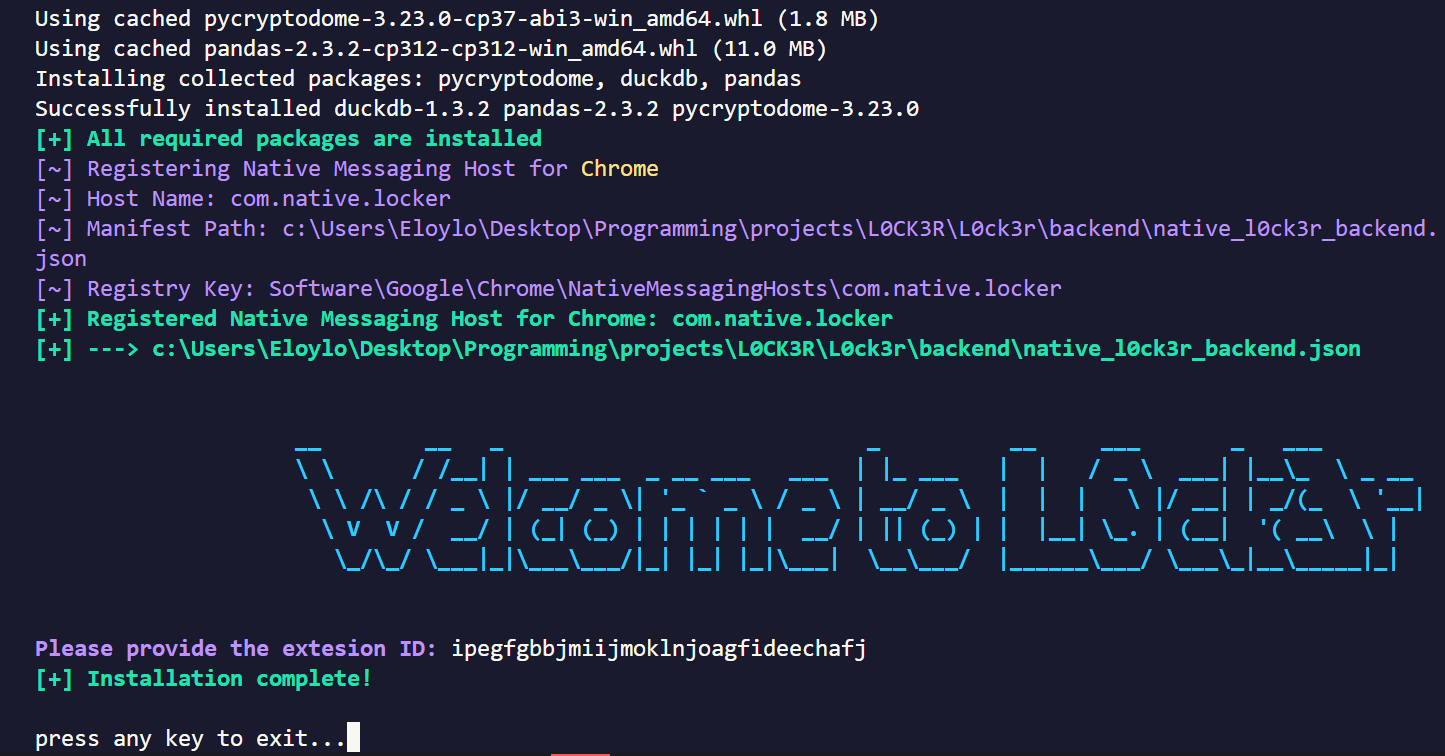 Using cached pycryptodome-3.23.0-cp37-abi3-win_amd64.whl (1.8 MB)
Using cached pandas-2.3.2-cp312-cp312-win_amd64.whl (11.0 MB)
Installing collected packages: pycryptodome, duckdb, pandas
Successfully installed duckdb-1.3.2 pandas-2.3.2 pycryptodome-3.23.0
[+] All required packages are installed
[~] Registering Native Messaging Host for Chrome
[~] Host Name: com.native.locker
[~] Manifest Path: c:\Users\Eloylo\Desktop\Programming\projects\L0CK3R\L0ck3r\backend\native_l0ck3r_backend.
json
[~] Registry Key: Software\Google\Chrome\NativeMessagingHosts\com.native.locker
[+] Registered Native Messaging Host for Chrome: com.native.locker
[+] ---> c:\Users\Eloylo\Desktop\Programming\projects\L0CK3R\L0ck3r\backend\native_l0ck3r_backend.json
Welcome to L0ck3r
Please provide the extesion ID: ipegfgbbjmiijmoklnjoagfideechafj
[+] Installation complete!
press any key to exit...